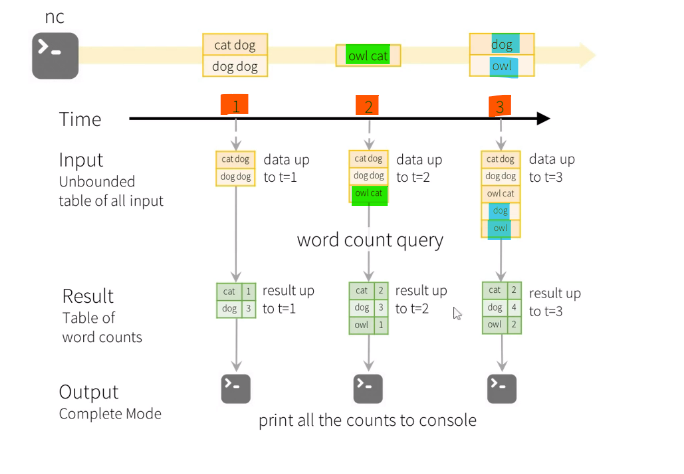 nc
cat dog
dog dog
owl cat
dog
owl
Time
1
2
3
Input
Unbounded
table of all input
cat dog
dog dog
data up
to t=1
cat dog
dog dog
owl cat
data up
to t=2
cat dog
dog dog
owl cat
dog
owl
data up
to t=3
word count query
Result
Table of
word counts
cat 1
dog 3
result up
to t=1
cat 2
dog 3
owl 1
result up
to t=2
cat 2
dog 4
owl 2
result up
to t=3
Output
Complete Mode
print all the counts to console